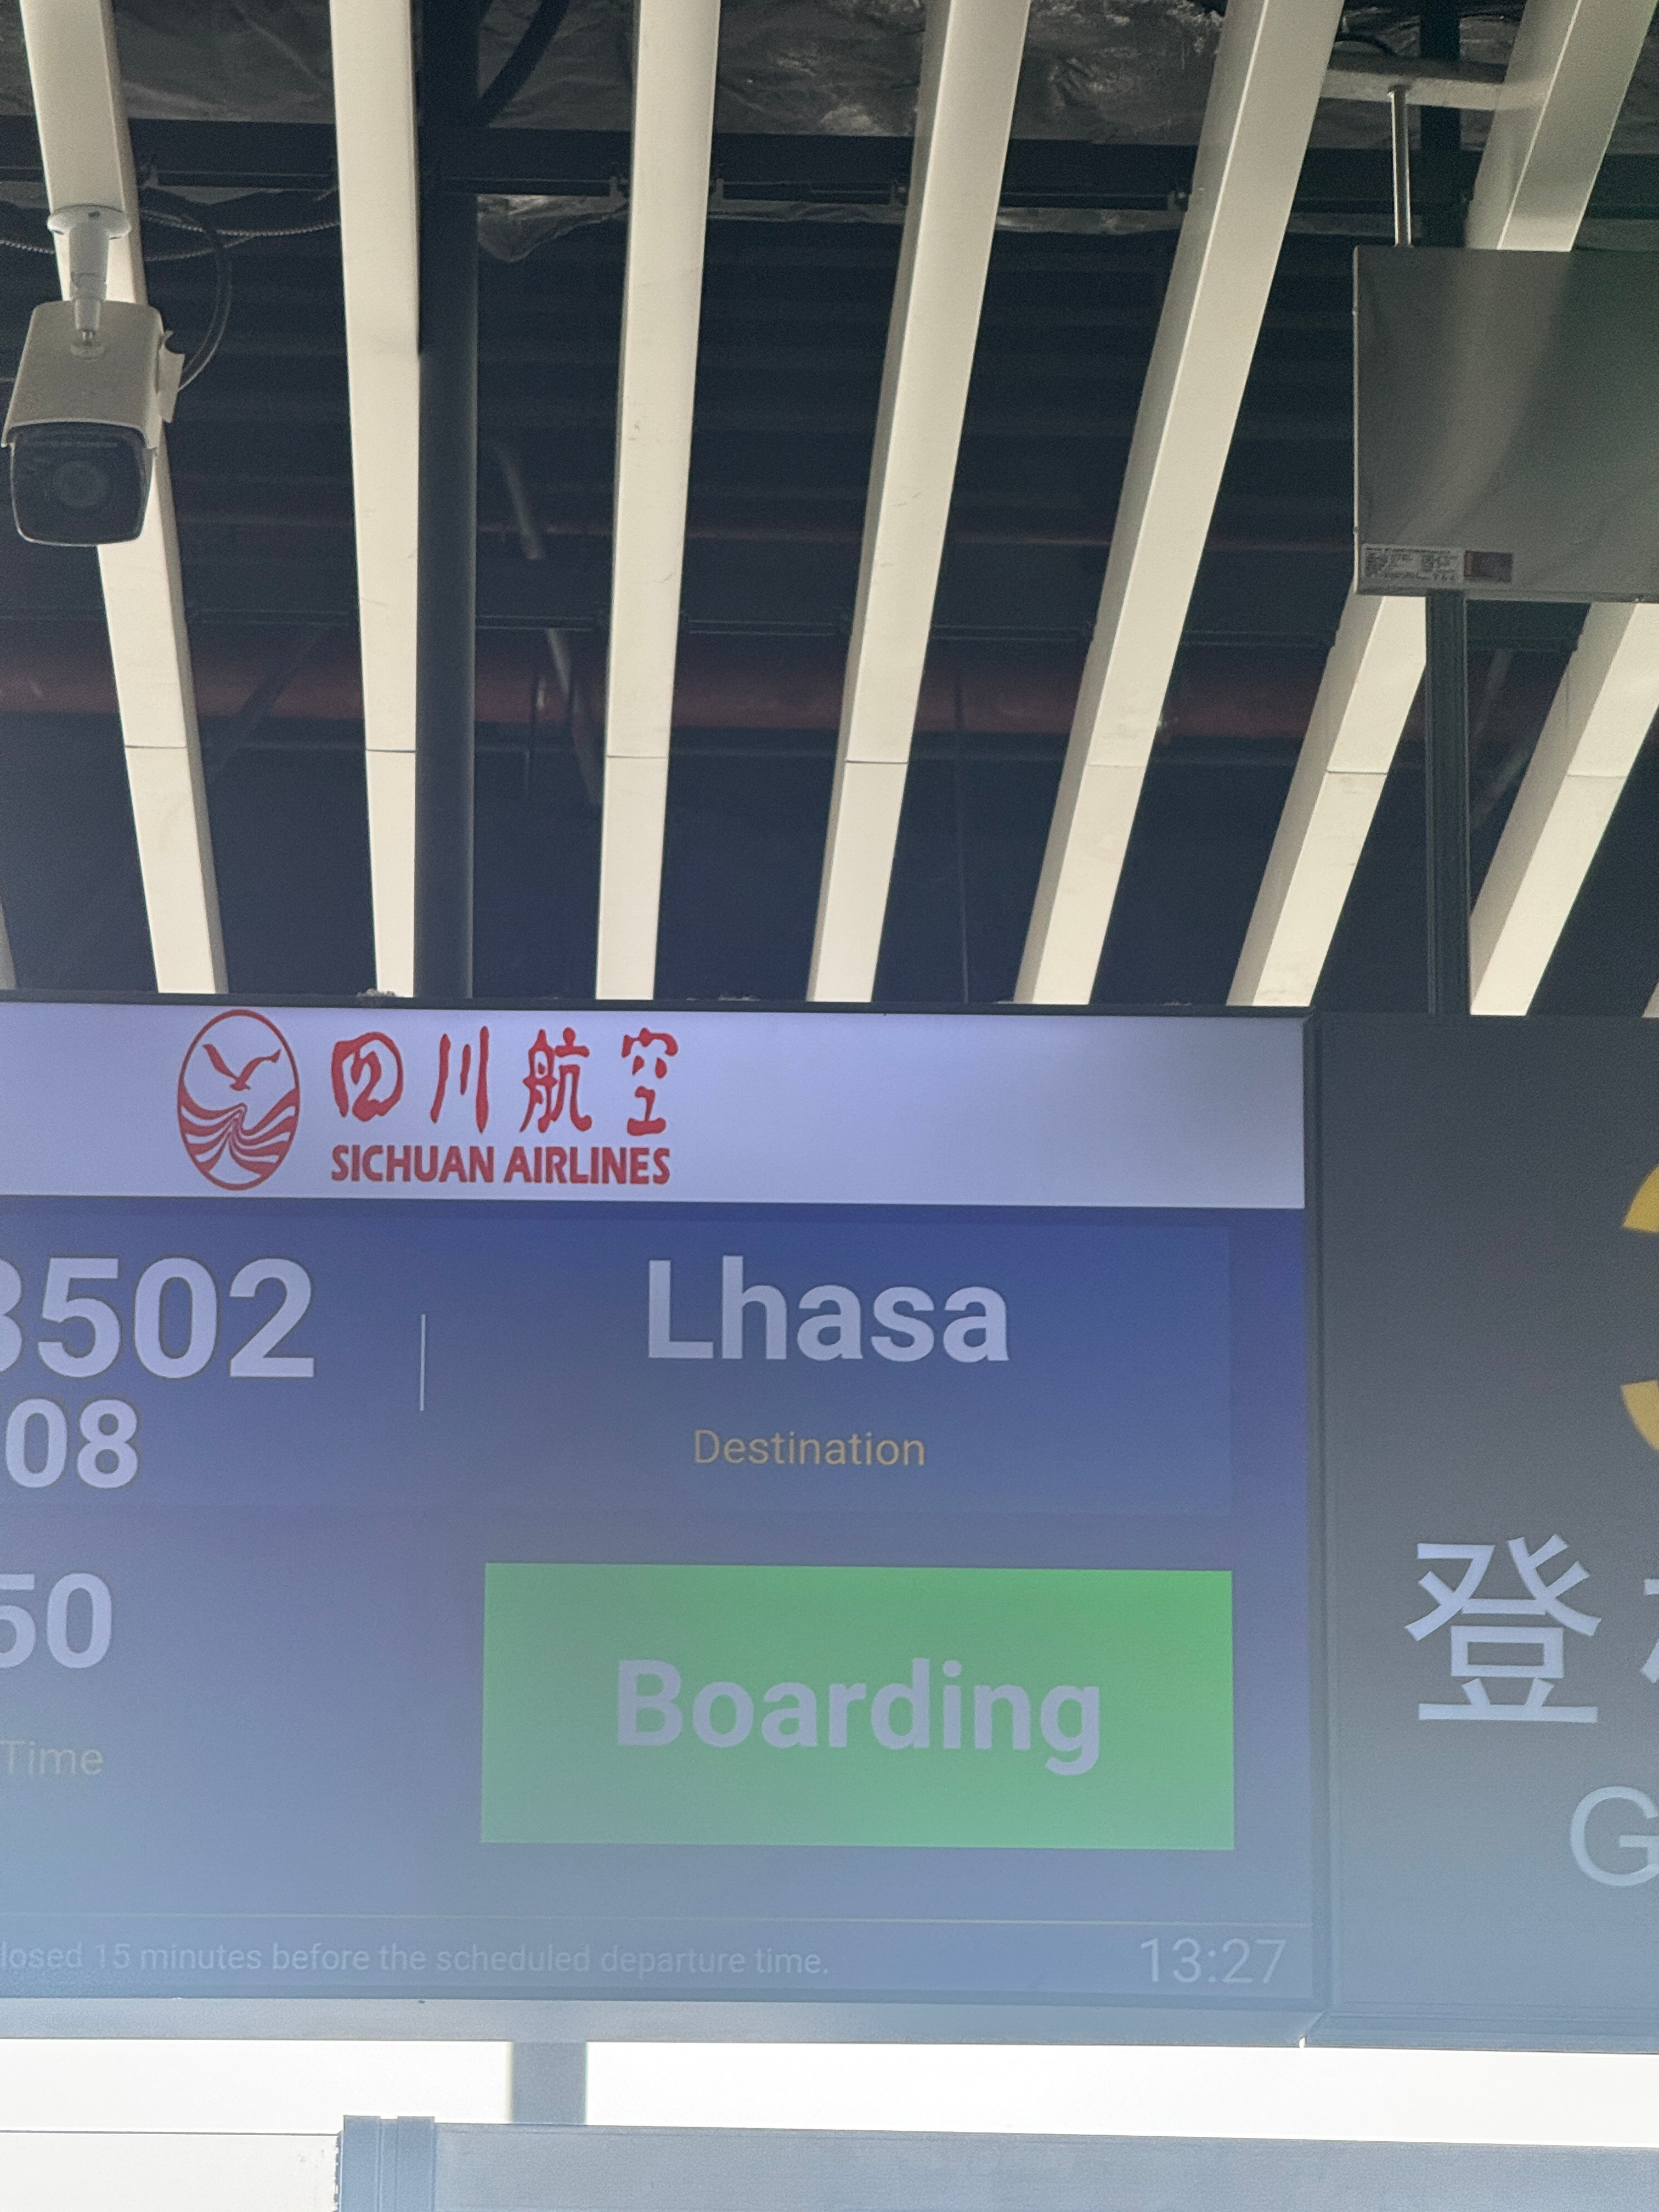 四川航空
SICHUAN AIRLINES
3502
Lhasa
08
Destination
50
Boarding
Time
losed 15 minutes before the scheduled departure time.
13:27
登
G